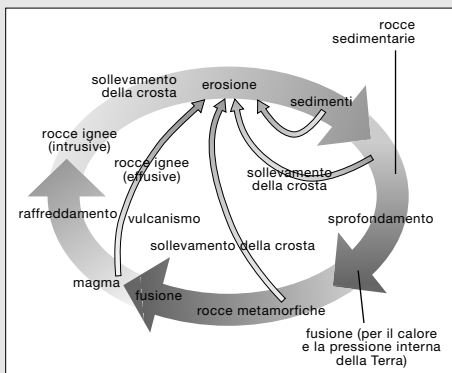 rocce
sedimentarie
sollevamento
della crosta
erosione
sedimenti
rocce ignee
(intrusive)
rocce ignee
(effusive)
sollevamento
della crosta
raffreddamento
vulcanismo
sprofondamento
sollevamento della crosta
magma
fusione
rocce metamorfiche
fusione (per il calore
e la pressione interna
della Terra)